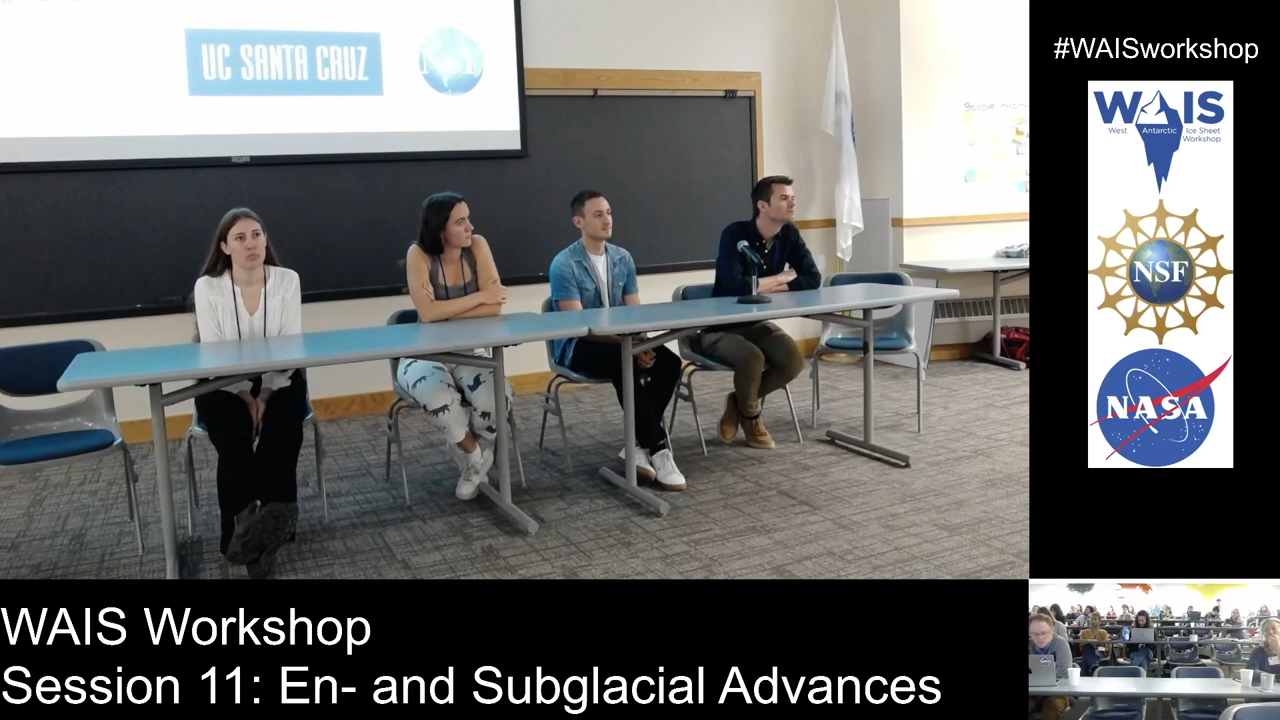 UC SANTA CRUZ
NSF
#WAISworkshop
WAIS
West Antarctic Ice Sheet
Workshop
NSF
NASA
WAIS Workshop
Session 11: En- and Subglacial Advances